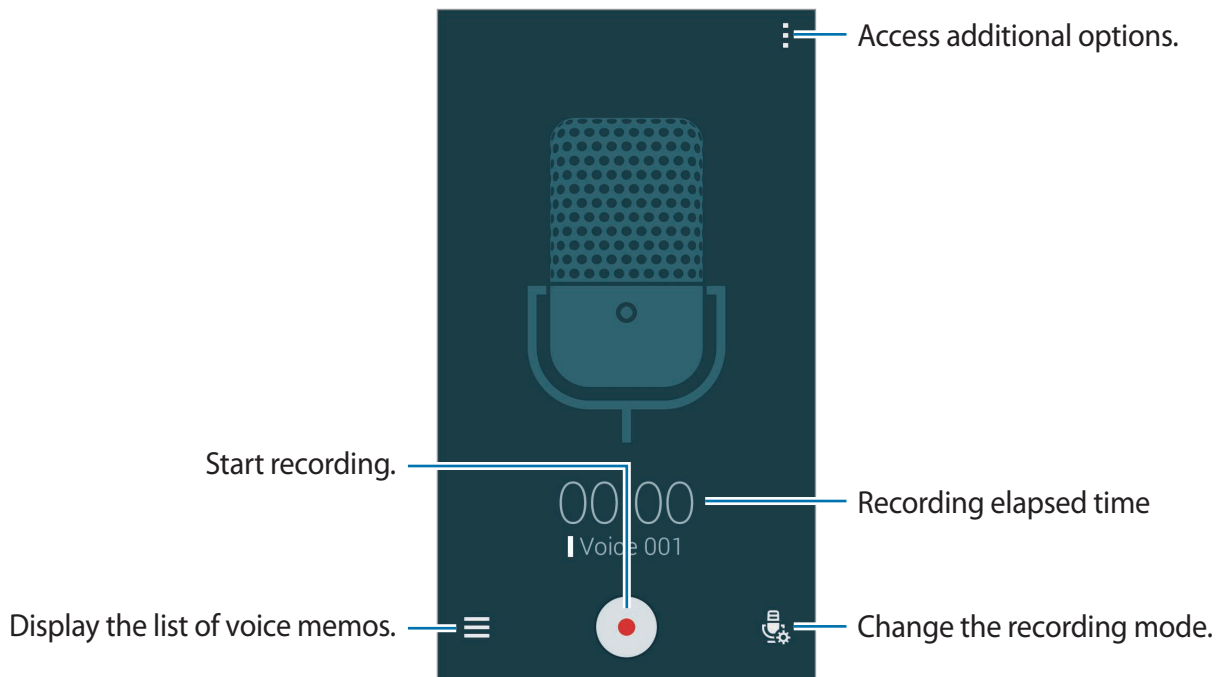 Access additional options.
Start recording.
00:00
Recording elapsed time
Voice 001
Display the list of voice memos.
Change the recording mode.